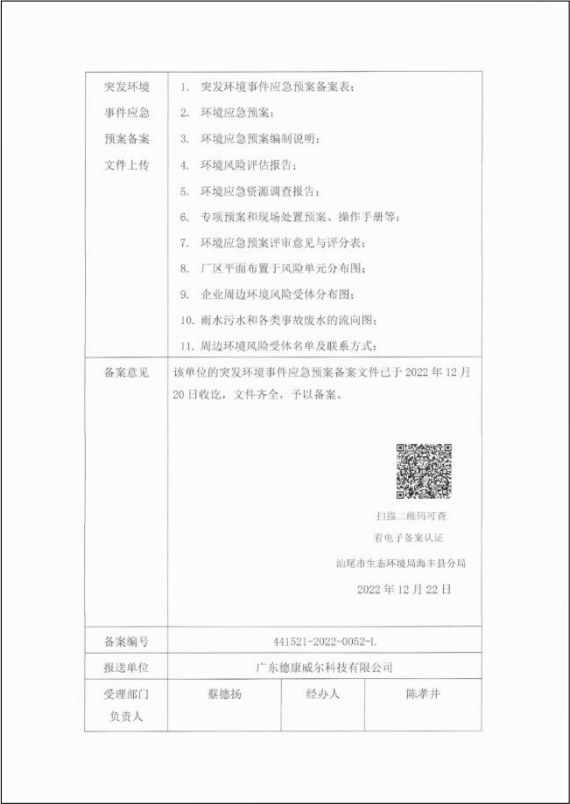 突发环境
事件应急
预案备案
文件上传
1. 突发环境事件应急预案备案表;
2. 环境应急预案;
3. 环境应急预案编制说明;
4. 环境风险评估报告;
5. 环境应急资源调查报告;
6. 专项预案和现场处置预案、操作手册等;
7. 环境应急预案评审意见与评分表;
8. 厂区平面布置于风险单元分布图;
9. 企业周边环境风险受体分布图;
10. 雨水污水和各类事故废水的流向图;
11. 周边环境风险受体名单及联系方式;
备案意见
该单位的突发环境事件应急预案备案文件已于 2022 年 12 月
20 日收讫，文件齐全，予以备案。
扫描二维码可查
看电子备案认证
汕尾市生态环境局海丰县分局
2022 年 12 月 22 日
备案编号 441521-2022-0052-L
报送单位 广东德康威尔科技有限公司
受理部门
负责人
蔡德扬 经办人 陈孝井